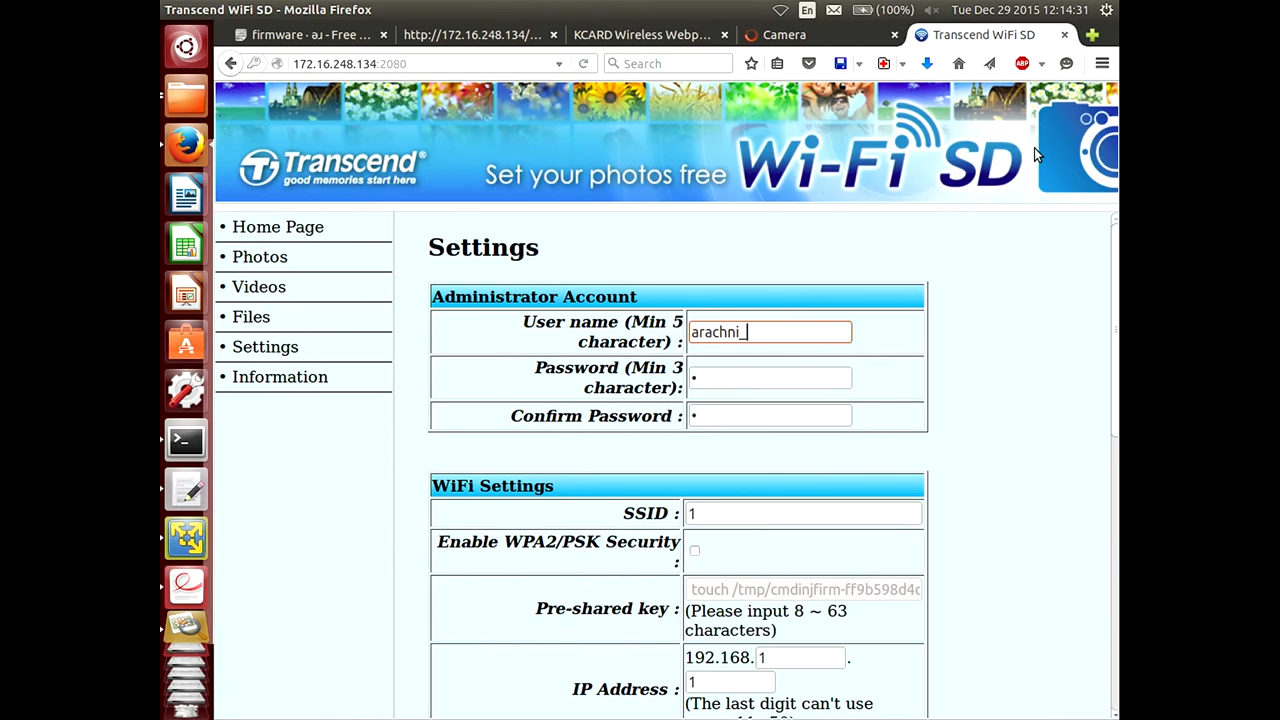 Transcend WiFi SD - Mozilla Firefox
En
(100%)
Tue Dec 29 2015 12:14:31
firmware · ao - Free ...
http://172.16.248.134/...
KCARD Wireless Webp...
Camera
Transcend WiFi SD
172.16.248.134:2080
Search
ABP
Transcend®
good memories start here
Set your photos free
Wi-Fi SD
• Home Page
• Photos
• Videos
• Files
• Settings
• Information
Settings
Administrator Account
User name (Min 5
character) :
arachni_
Password (Min 3
character):
•
Confirm Password :
•
WiFi Settings
SSID :
1
Enable WPA2/PSK Security
:
Pre-shared key :
touch /tmp/cmdinjfirm-ff9b598d4c
(Please input 8 ~ 63
characters)
IP Address :
192.168.
1
.
1
(The last digit can't use